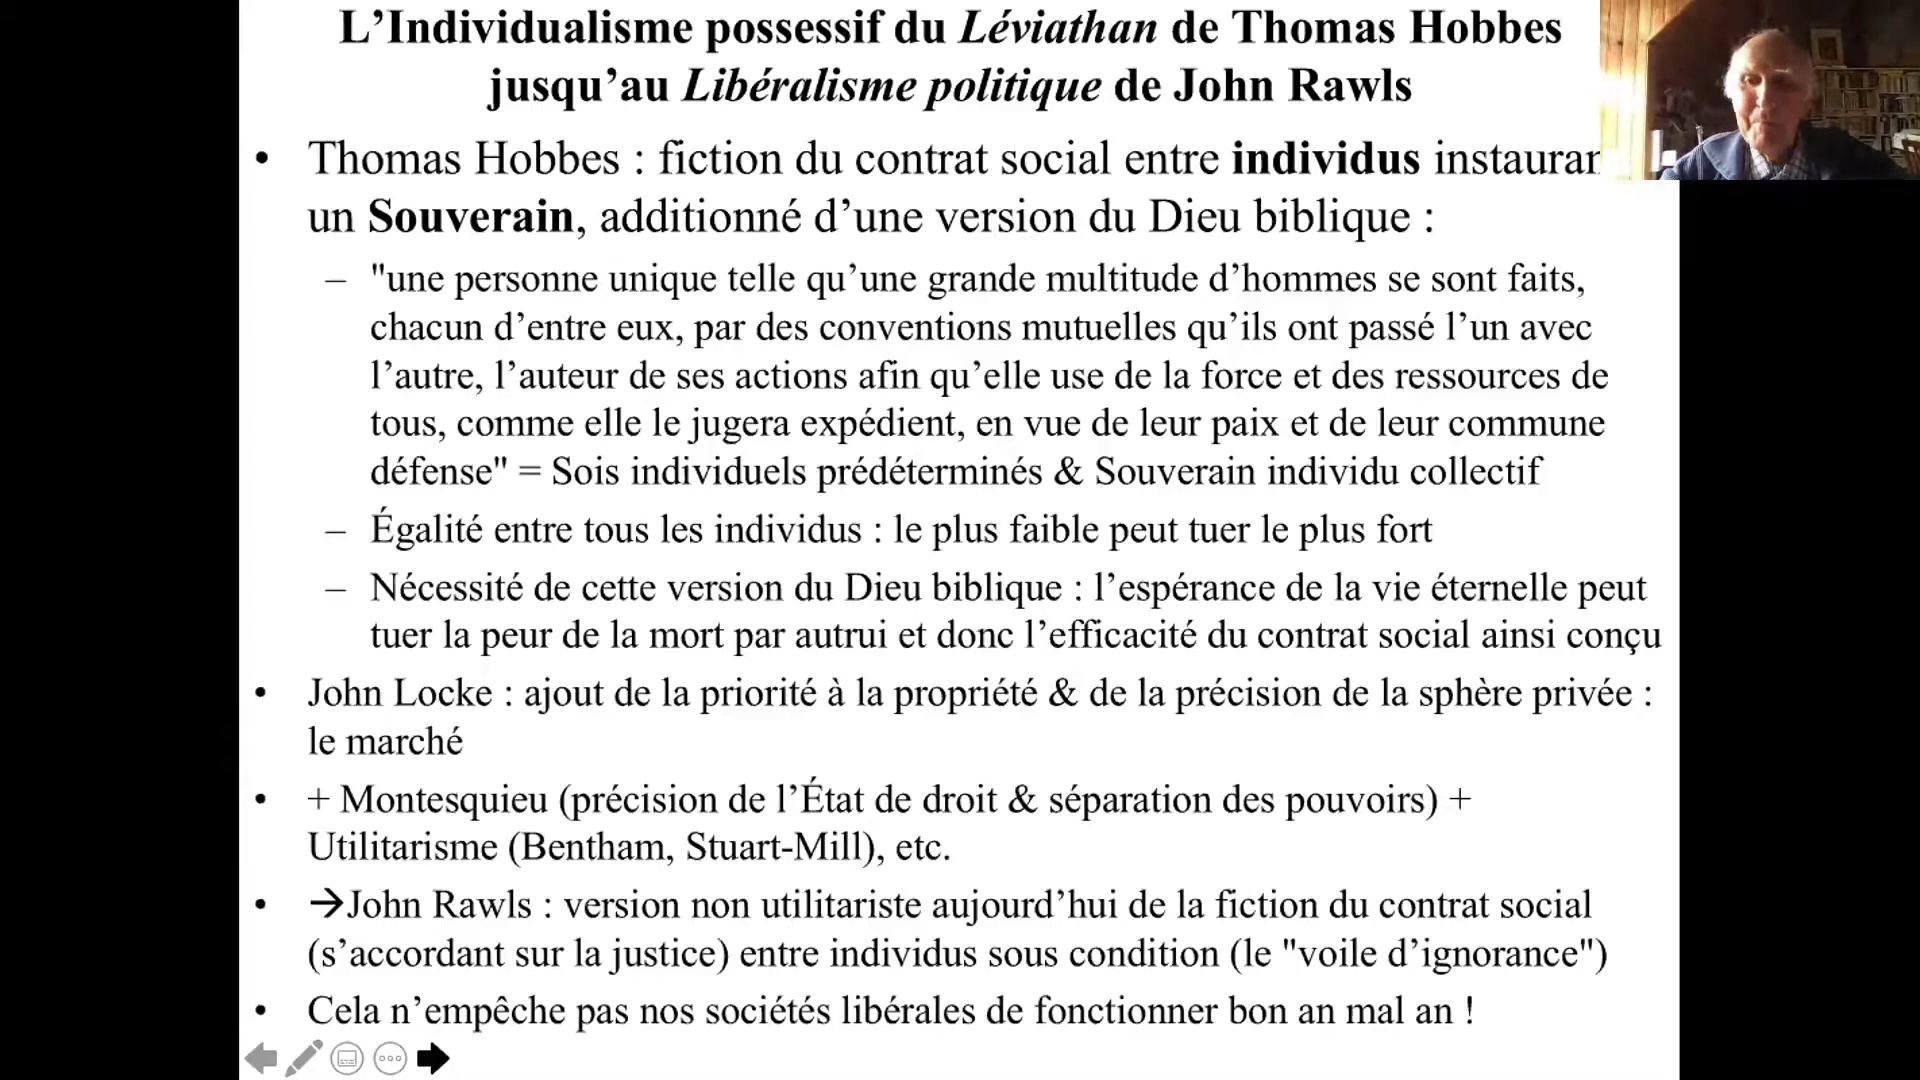 L’Individualisme possessif du Léviathan de Thomas Hobbes
jusqu’au Libéralisme politique de John Rawls
• Thomas Hobbes : fiction du contrat social entre individus instauran
un Souverain, additionné d’une version du Dieu biblique :
– "une personne unique telle qu’une grande multitude d’hommes se sont faits,
chacun d’entre eux, par des conventions mutuelles qu’ils ont passé l’un avec
l’autre, l’auteur de ses actions afin qu’elle use de la force et des ressources de
tous, comme elle le jugera expédient, en vue de leur paix et de leur commune
défense" = Sois individuels prédéterminés & Souverain individu collectif
– Égalité entre tous les individus : le plus faible peut tuer le plus fort
– Nécessité de cette version du Dieu biblique : l’espérance de la vie éternelle peut
tuer la peur de la mort par autrui et donc l’efficacité du contrat social ainsi conçu
• John Locke : ajout de la priorité à la propriété & de la précision de la sphère privée :
le marché
• + Montesquieu (précision de l’État de droit & séparation des pouvoirs) +
Utilitarisme (Bentham, Stuart-Mill), etc.
• →John Rawls : version non utilitariste aujourd’hui de la fiction du contrat social
(s’accordant sur la justice) entre individus sous condition (le "voile d’ignorance")
• Cela n’empêche pas nos sociétés libérales de fonctionner bon an mal an !